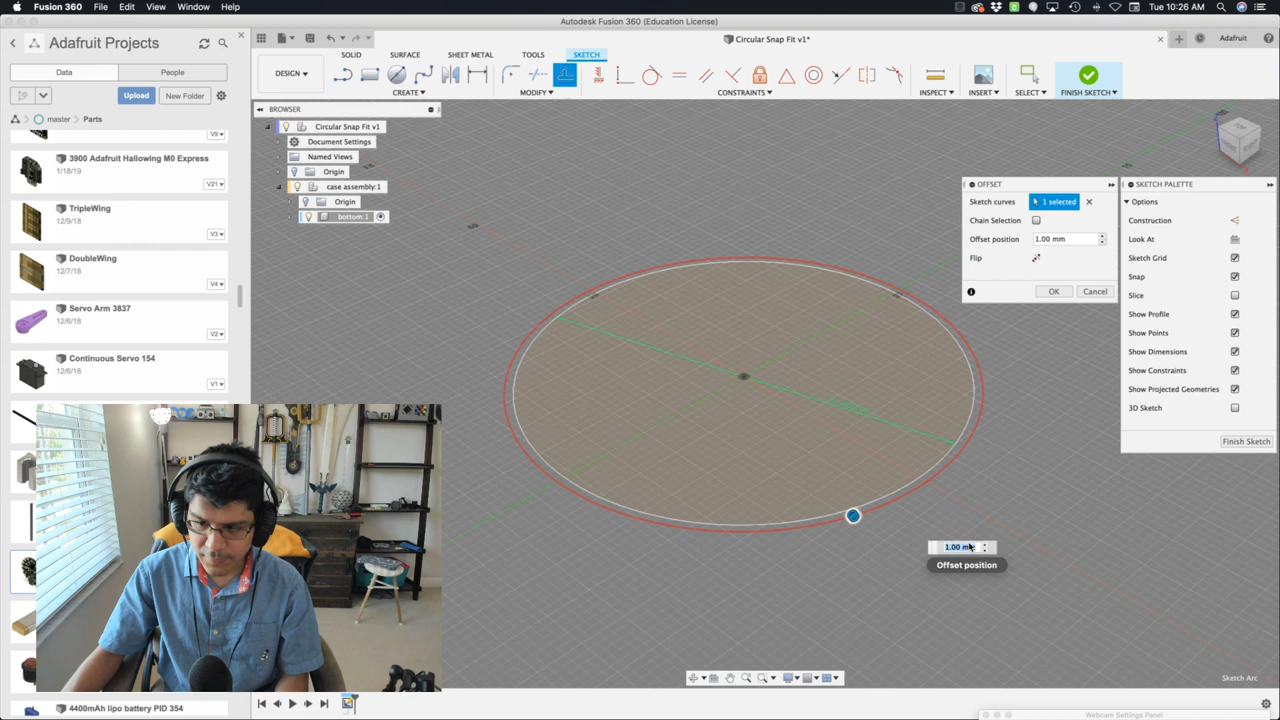 Fusion 360 File Edit View Window Help
Tue 10:26 AM
Autodesk Fusion 360 (Education License)
Adafruit Projects
Circular Snap Fit v1*
Adafruit
Data People
SOLID SURFACE SHEET METAL TOOLS SKETCH
Upload New Folder
DESIGN ▾
CREATE ▾ MODIFY ▾ CONSTRAINTS ▾ INSPECT ▾ INSERT ▾ SELECT ▾ FINISH SKETCH ▾
master > Parts
V9▾
3900 Adafruit Hallowing M0 Express
1/18/19
V21▾
TripleWing
12/9/18
V3▾
DoubleWing
12/7/18
V4▾
Servo Arm 3837
12/6/18
V2▾
Continuous Servo 154
12/6/18
V1▾
4400mAh lipo battery PID 354
BROWSER
Circular Snap Fit v1
Document Settings
Named Views
Origin
case assembly:1
Origin
bottom:1
OFFSET
Sketch curves 1 selected
Chain Selection
Offset position 1.00 mm
Flip
OK Cancel
SKETCH PALETTE
Options
Construction
Look At
Sketch Grid
Snap
Slice
Show Profile
Show Points
Show Dimensions
Show Constraints
Show Projected Geometries
3D Sketch
Finish Sketch
1.00 m
Offset position
Sketch Arc
Webcam Settings Panel